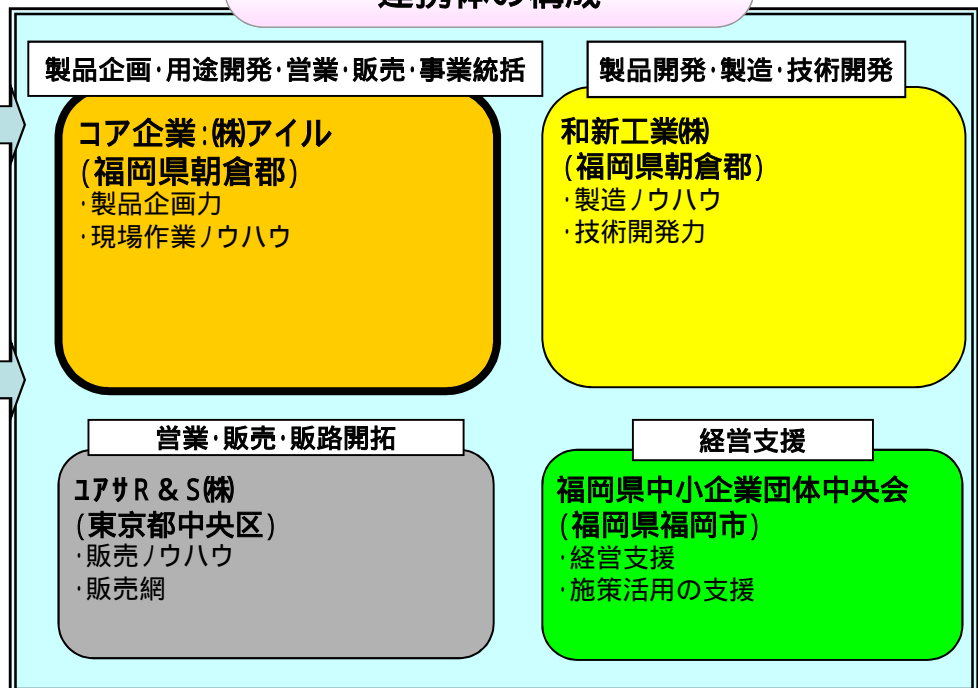 連携体の構成
製品企画・用途開発・営業・販売・事業統括
コア企業：㈱アイル
(福岡県朝倉郡)
・製品企画力
・現場作業ノウハウ
製品開発・製造・技術開発
和新工業㈱
(福岡県朝倉郡)
・製造ノウハウ
・技術開発力
営業・販売・販路開拓
ユアサR&S㈱
(東京都中央区)
・販売ノウハウ
・販売網
経営支援
福岡県中小企業団体中央会
(福岡県福岡市)
・経営支援
・施策活用の支援